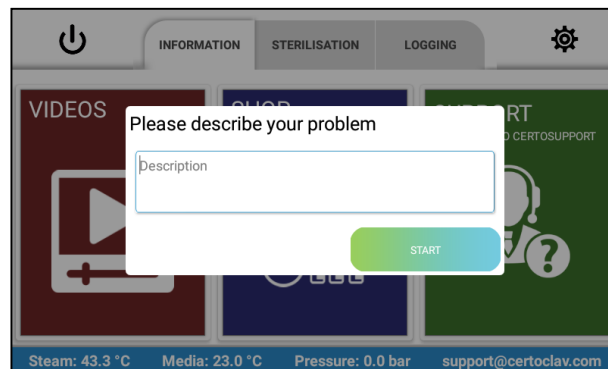 INFORMATION STERILISATION LOGGING
VIDEOS
Please describe your problem
Description
START
CERTOSUPPORT
Steam: 43.3 °C Media: 23.0 °C Pressure: 0.0 bar support@certoclav.com